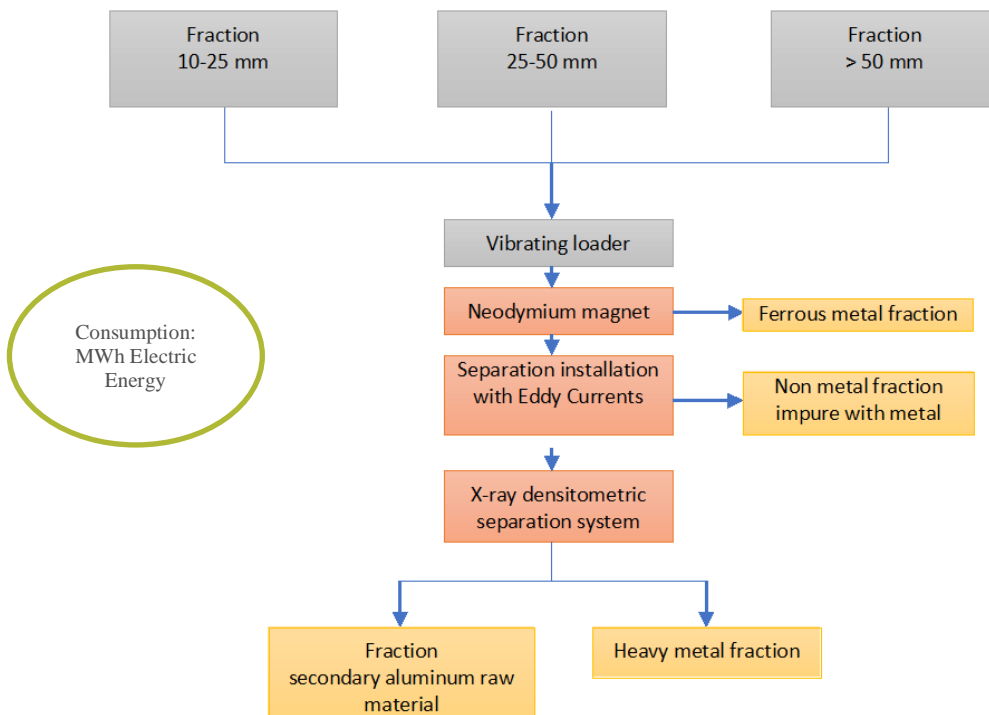 Fraction
10-25 mm
Fraction
25-50 mm
Fraction
> 50 mm
Vibrating loader
Neodymium magnet
Ferrous metal fraction
Consumption:
MWh Electric
Energy
Separation installation
with Eddy Currents
Non metal fraction
impure with metal
X-ray densitometric
separation system
Fraction
secondary aluminum raw
material
Heavy metal fraction